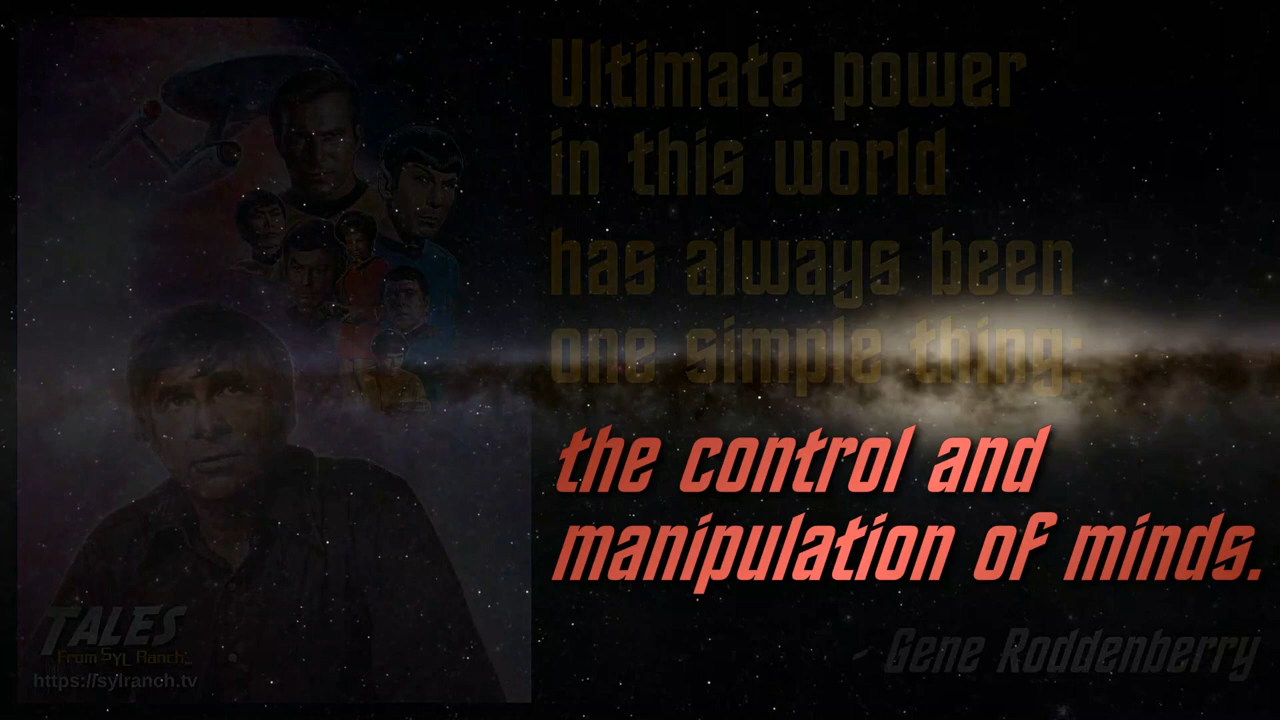 Ultimate power
in this world
has always been
one simple thing:
the control and
manipulation of minds.
- Gene Roddenberry
TALES
From SYL Ranch
https://sylranch.tv